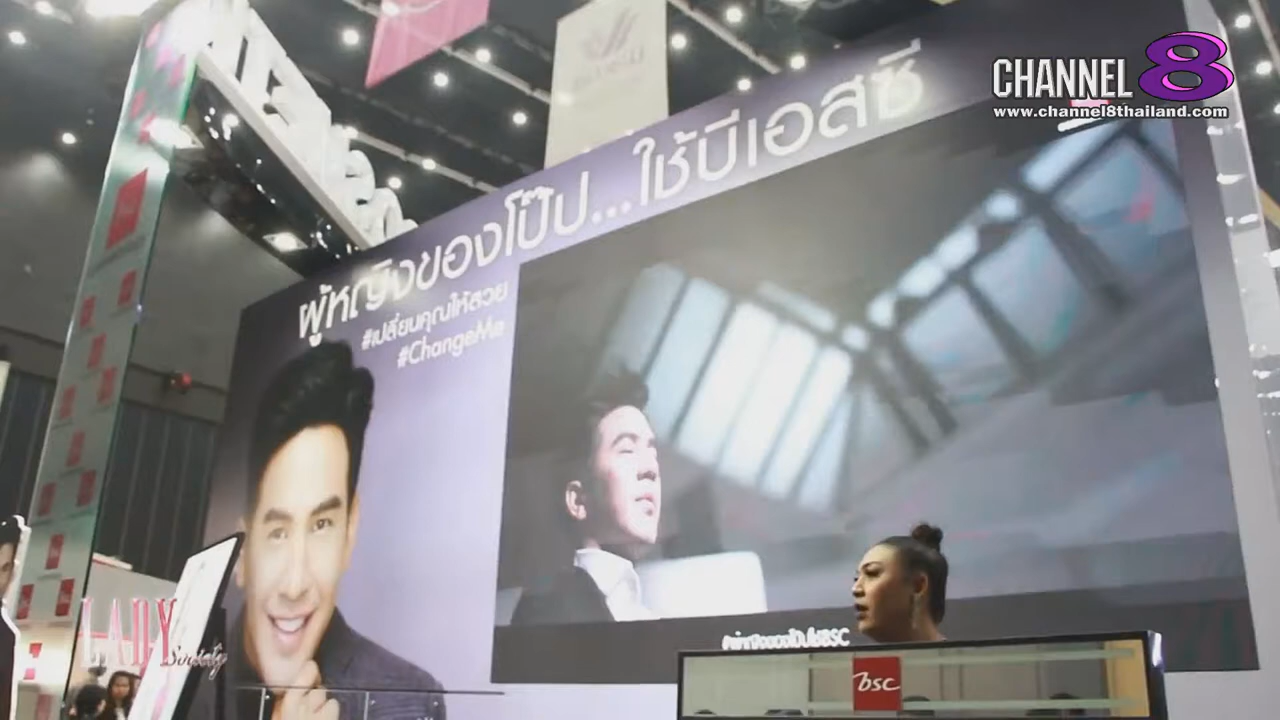 CHANNEL 8
www.channel8thailand.com
ผู้หญิงของโป๊ป...ใช้บีเอสซี
#เปลี่ยนคุณให้สวย
#ChangeMe
LADY
Society
bsc